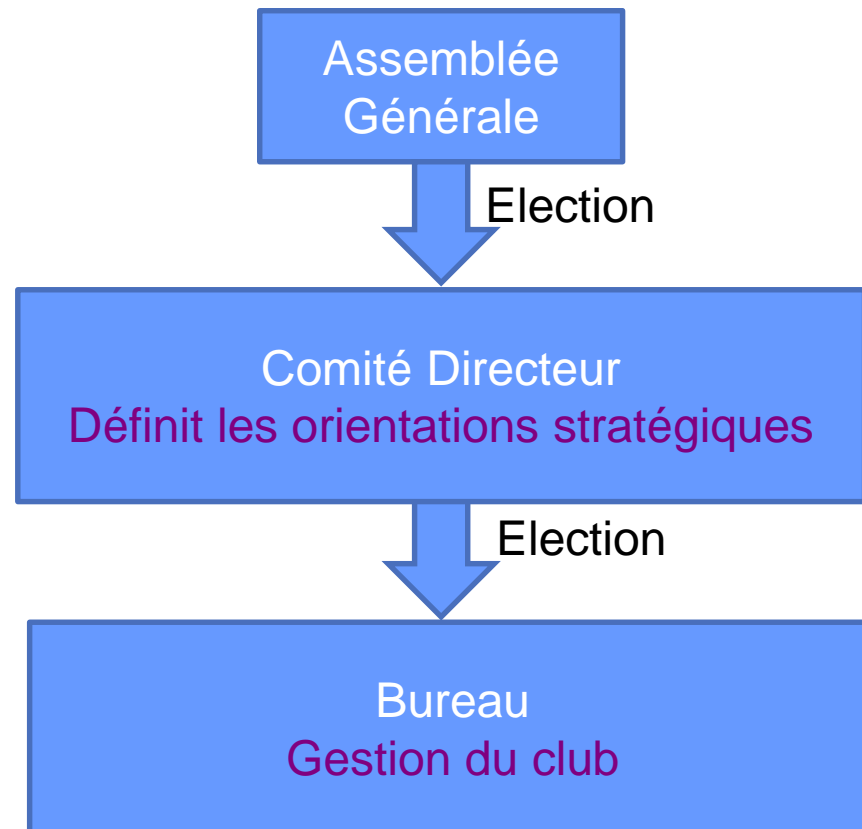 Assemblée
Générale
Election
Comité Directeur
Définit les orientations stratégiques
Election
Bureau
Gestion du club